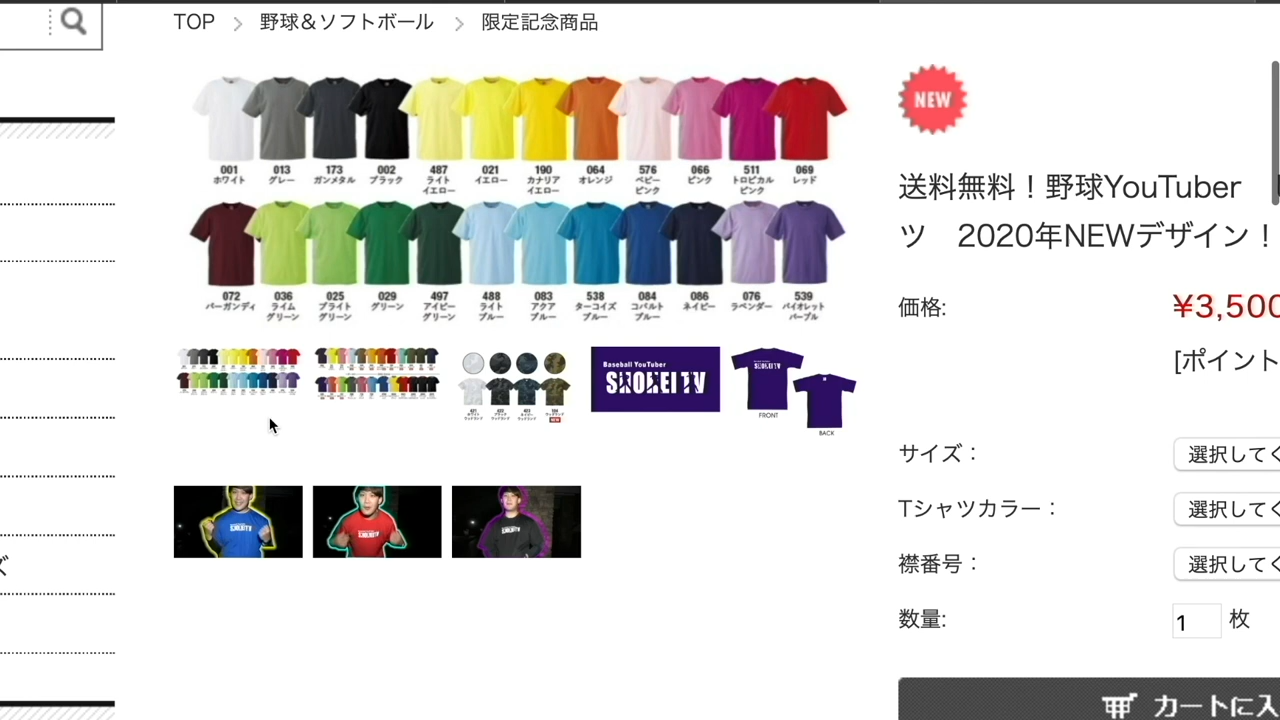 TOP > 野球＆ソフトボール > 限定記念商品
NEW
001 013 173 002 487 021 190 064 576 066 511 069
ホワイト グレー ガンメタル ブラック ライトイエロー イエロー カナリアイエロー オレンジ ベビーピンク ピンク トロピカルピンク レッド
072 036 025 029 497 488 083 538 084 086 076 539
バーガンディ ライムグリーン ブライトグリーン グリーン アイビーグリーン ライトブルー アクアブルー ターコイズブルー コバルトブルー ネイビー ラベンダー バイオレットパープル
Baseball YouTuber
SHOHEI TV
FRONT
BACK
送料無料！野球YouTuber
ツ　2020年NEWデザイン！
価格: ¥3,500
[ポイント
サイズ： 選択してく
Tシャツカラー： 選択してく
襟番号： 選択してく
数量: 1 枚
カートに入
ズ